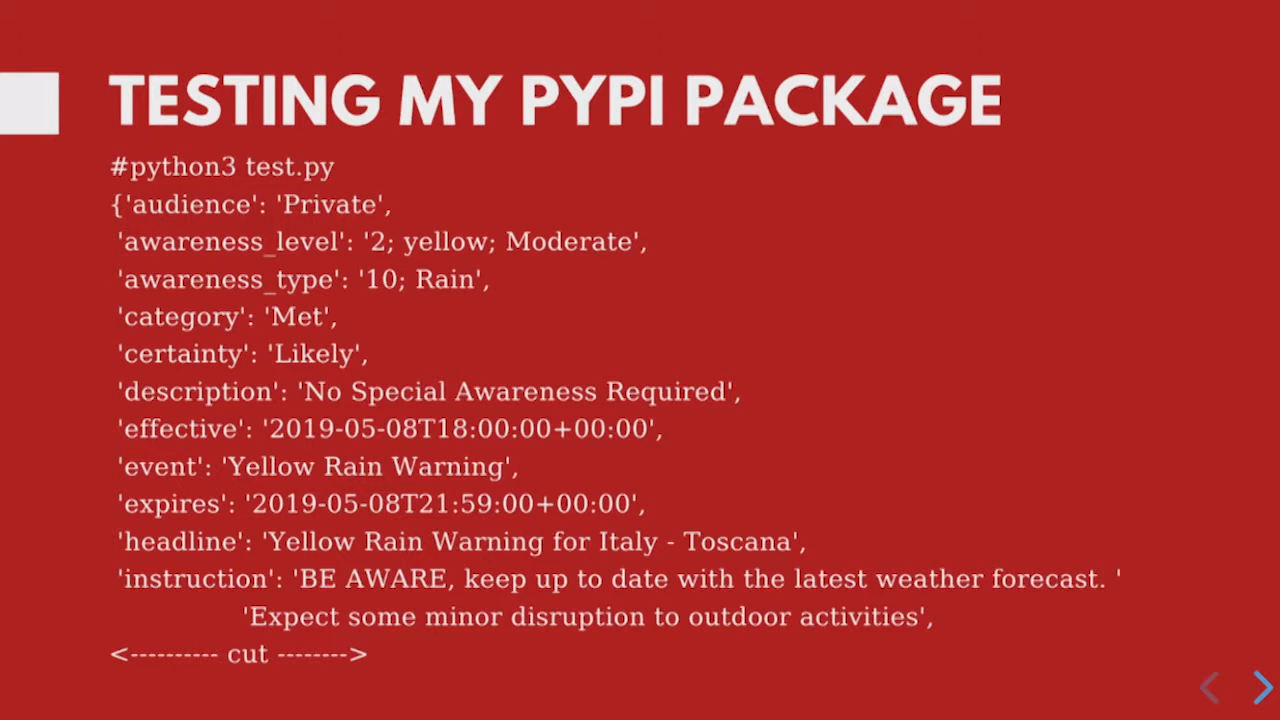 TESTING MY PYPI PACKAGE
#python3 test.py
{'audience': 'Private',
'awareness_level': '2; yellow; Moderate',
'awareness_type': '10; Rain',
'category': 'Met',
'certainty': 'Likely',
'description': 'No Special Awareness Required',
'effective': '2019-05-08T18:00:00+00:00',
'event': 'Yellow Rain Warning',
'expires': '2019-05-08T21:59:00+00:00',
'headline': 'Yellow Rain Warning for Italy - Toscana',
'instruction': 'BE AWARE, keep up to date with the latest weather forecast. '
'Expect some minor disruption to outdoor activities',
<---------- cut -------->